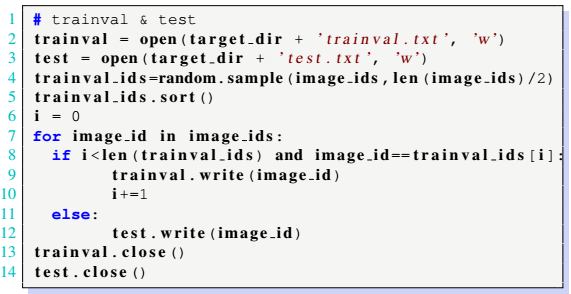 1 # trainval & test
2 trainval = open(target_dir + 'trainval.txt', 'w')
3 test = open(target_dir + 'test.txt', 'w')
4 trainval_ids=random.sample(image_ids,len(image_ids)/2)
5 trainval_ids.sort()
6 i = 0
7 for image_id in image_ids:
8   if i<len(trainval_ids) and image_id==trainval_ids[i]:
9       trainval.write(image_id)
10       i+=1
11   else:
12       test.write(image_id)
13 trainval.close()
14 test.close()